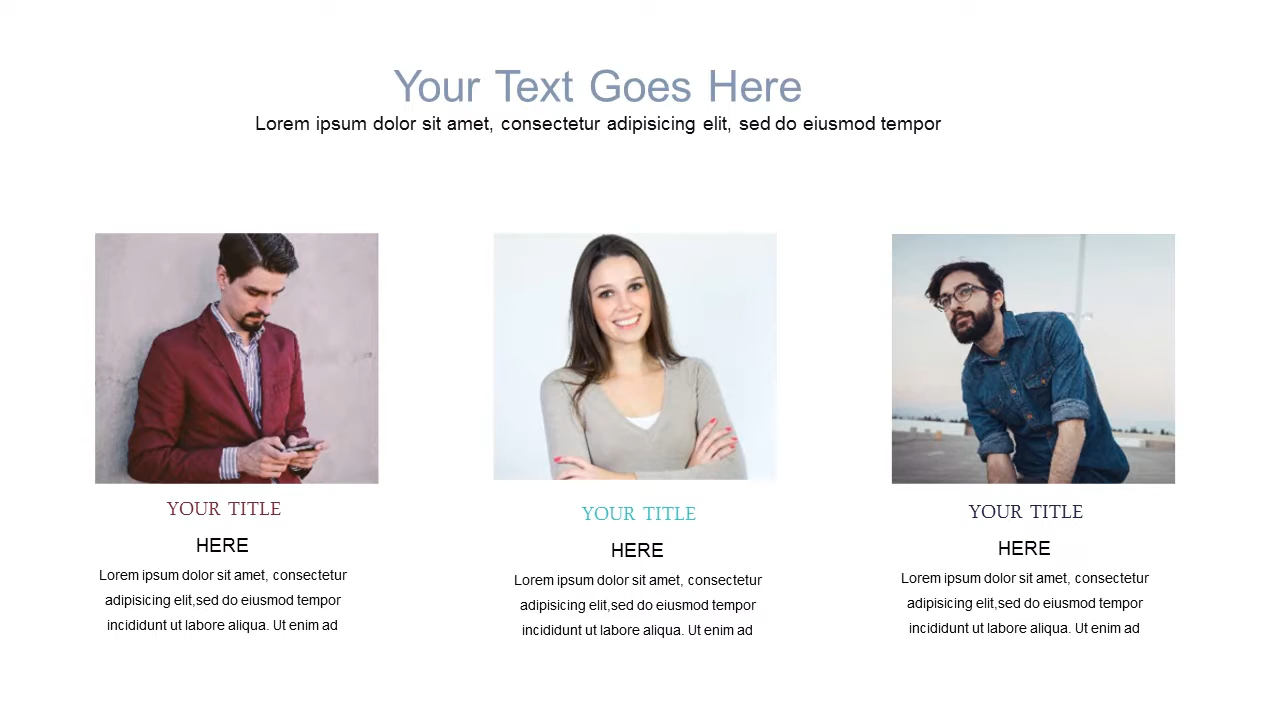 Your Text Goes Here
Lorem ipsum dolor sit amet, consectetur adipisicing elit, sed do eiusmod tempor
YOUR TITLE
HERE
Lorem ipsum dolor sit amet, consectetur
adipisicing elit,sed do eiusmod tempor
incididunt ut labore aliqua. Ut enim ad
YOUR TITLE
HERE
Lorem ipsum dolor sit amet, consectetur
adipisicing elit,sed do eiusmod tempor
incididunt ut labore aliqua. Ut enim ad
YOUR TITLE
HERE
Lorem ipsum dolor sit amet, consectetur
adipisicing elit,sed do eiusmod tempor
incididunt ut labore aliqua. Ut enim ad